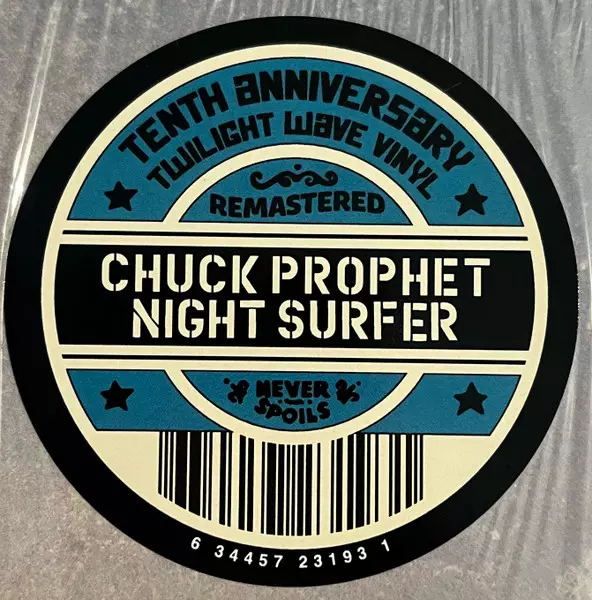 TENTH ANNIVERSARY
TWILIGHT WAVE VINYL
REMASTERED
CHUCK PROPHET
NIGHT SURFER
NEVER
SPOILS
6 34457 23193 1